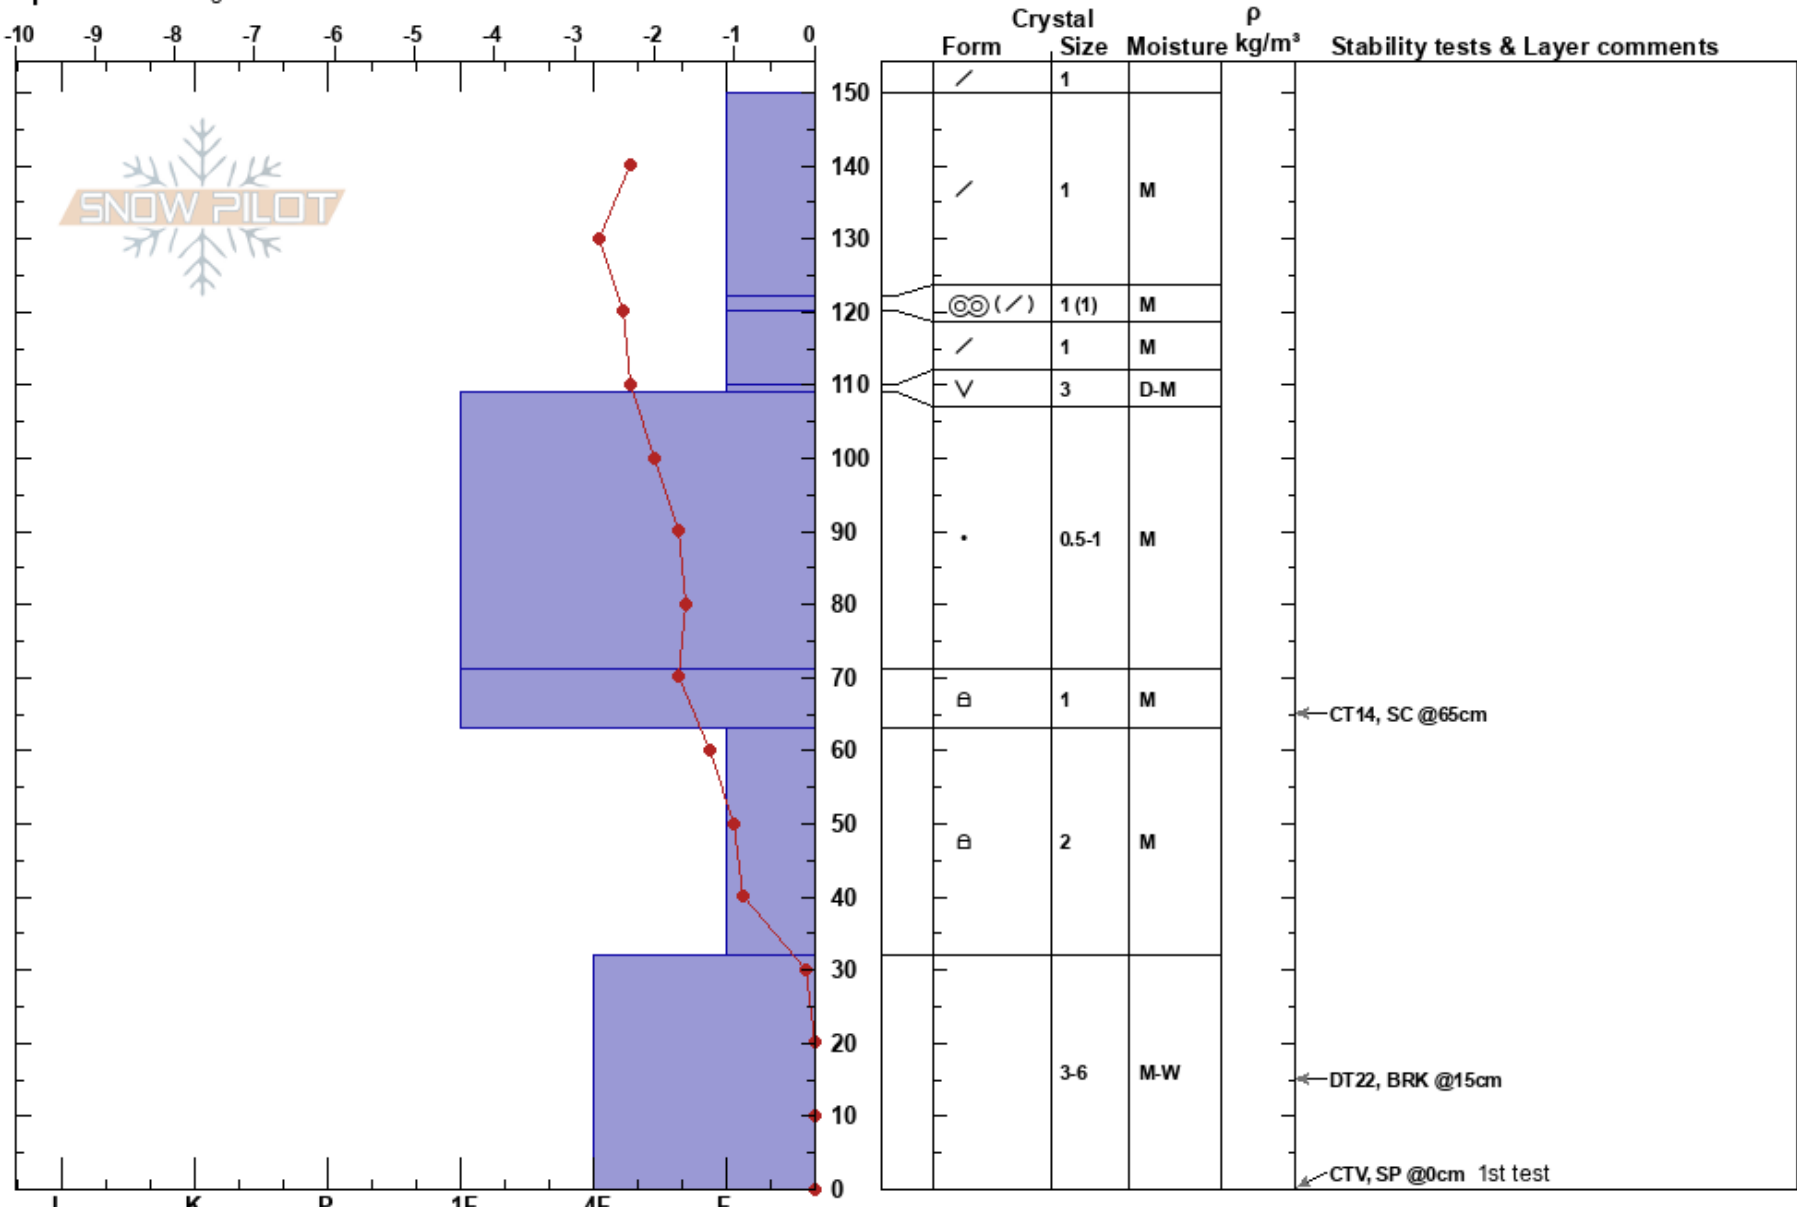 Crystal ρ
-10 -9 -8 -7 -6 -5 -4 -3 -2 -1 0
Form Size Moisture kg/m³ Stability tests & Layer comments
1
150
140
SNOW PILOT
1 M
130
120
1 (1) M
1 M
110
3 D-M
100
90
0.5-1 M
80
70
1 M
CT14, SC @65cm
60
50
2 M
40
30
20
3-6 M-W
DT22, BRK @15cm
10
CTV, SP @0cm 1st test
0
I K P 1F 4F F